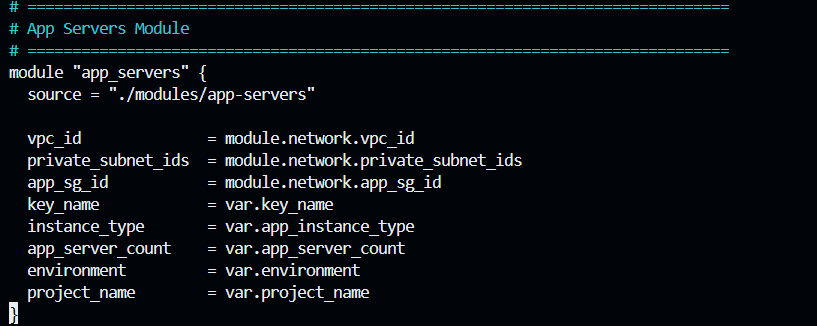 # ==============================================================================
# App Servers Module
# ==============================================================================
module "app_servers" {
  source = "./modules/app-servers"

  vpc_id              = module.network.vpc_id
  private_subnet_ids  = module.network.private_subnet_ids
  app_sg_id           = module.network.app_sg_id
  key_name            = var.key_name
  instance_type       = var.app_instance_type
  app_server_count    = var.app_server_count
  environment         = var.environment
  project_name        = var.project_name
}